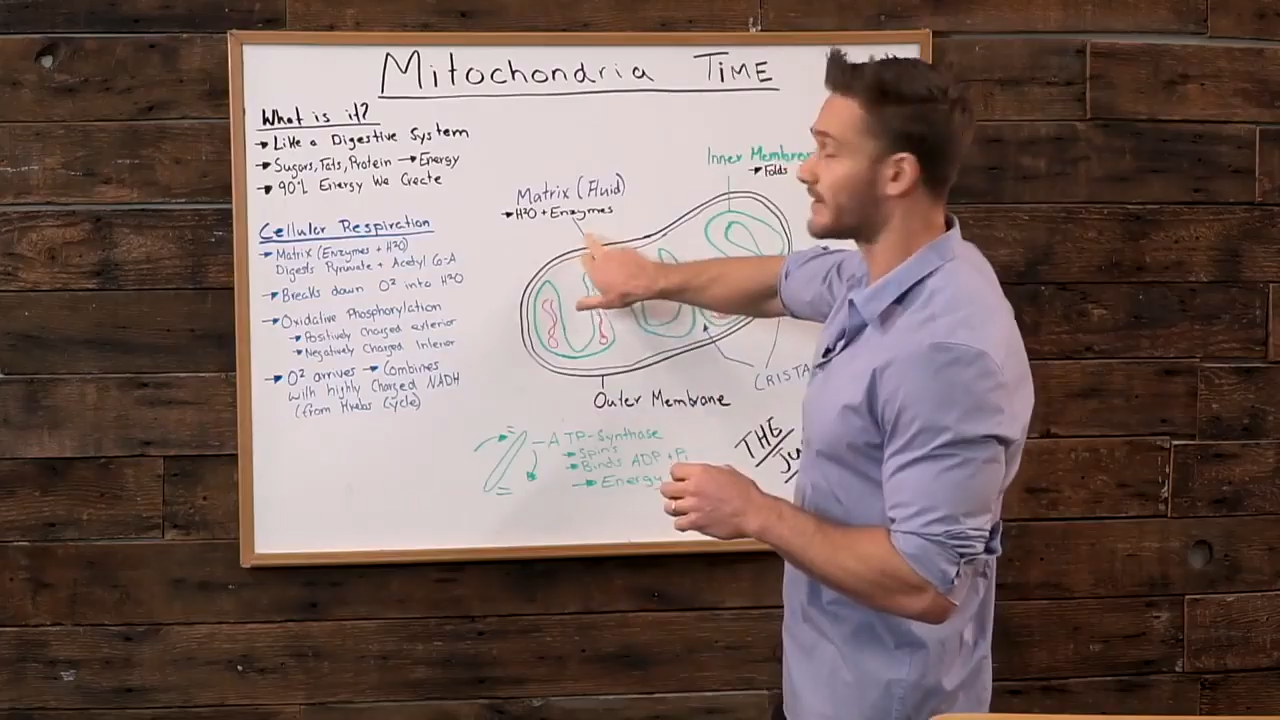 Mitochondria TIME
What is it?
→ Like a Digestive System
→ Sugars, Fats, Protein → Energy
→ 90% Energy We Create
Cellular Respiration
→ Matrix (Enzymes + H²O)
Digests Pyruvate + Acetyl Co-A
→ Breaks down O² into H²O
→ Oxidative Phosphorylation
→ Positively Charged exterior
→ Negatively Charged Interior
→ O² arrives → Combines
with highly Charged NADH
(from Krebs Cycle)
Matrix (Fluid)
→ H²O + Enzymes
Inner Membran
→ Folds
CRISTA
Outer Membrane
ATP-Synthase
→ Spins
→ Binds ADP + Pi
→ Energy
THE